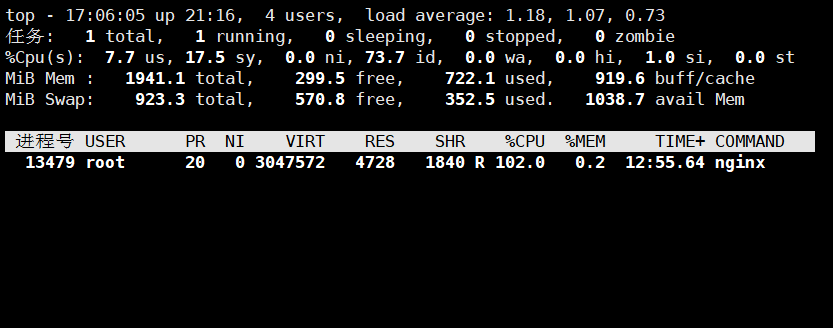 top - 17:06:05 up 21:16,  4 users,  load average: 1.18, 1.07, 0.73
任务:   1 total,   1 running,   0 sleeping,   0 stopped,   0 zombie
%Cpu(s):  7.7 us, 17.5 sy,  0.0 ni, 73.7 id,  0.0 wa,  0.0 hi,  1.0 si,  0.0 st
MiB Mem :   1941.1 total,    299.5 free,    722.1 used,    919.6 buff/cache
MiB Swap:    923.3 total,    570.8 free,    352.5 used.   1038.7 avail Mem
进程号 USER      PR  NI    VIRT    RES    SHR    %CPU  %MEM     TIME+ COMMAND
13479 root      20   0 3047572   4728   1840 R 102.0   0.2  12:55.64 nginx